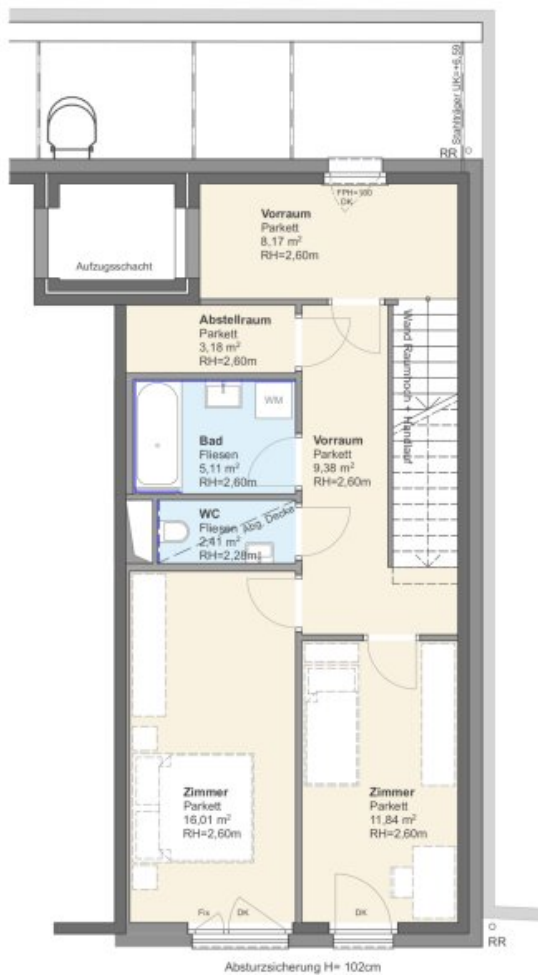 Stahlträger UK=+6,59
RR
FPH=100
DK
Vorraum
Parkett
8,17 m²
RH=2,60m
Aufzugsschacht
Abstellraum
Parkett
3,18 m²
RH=2,60m
Wand Raumhoch + Handlauf
WM
Bad
Fliesen
5,11 m²
RH=2,60m
Vorraum
Parkett
9,38 m²
RH=2,60m
WC
Fliesen
2,41 m²
RH=2,28m
Abg. Decke
Zimmer
Parkett
16,01 m²
RH=2,60m
Zimmer
Parkett
11,84 m²
RH=2,60m
Fix
DK
DK
RR
Absturzsicherung H= 102cm